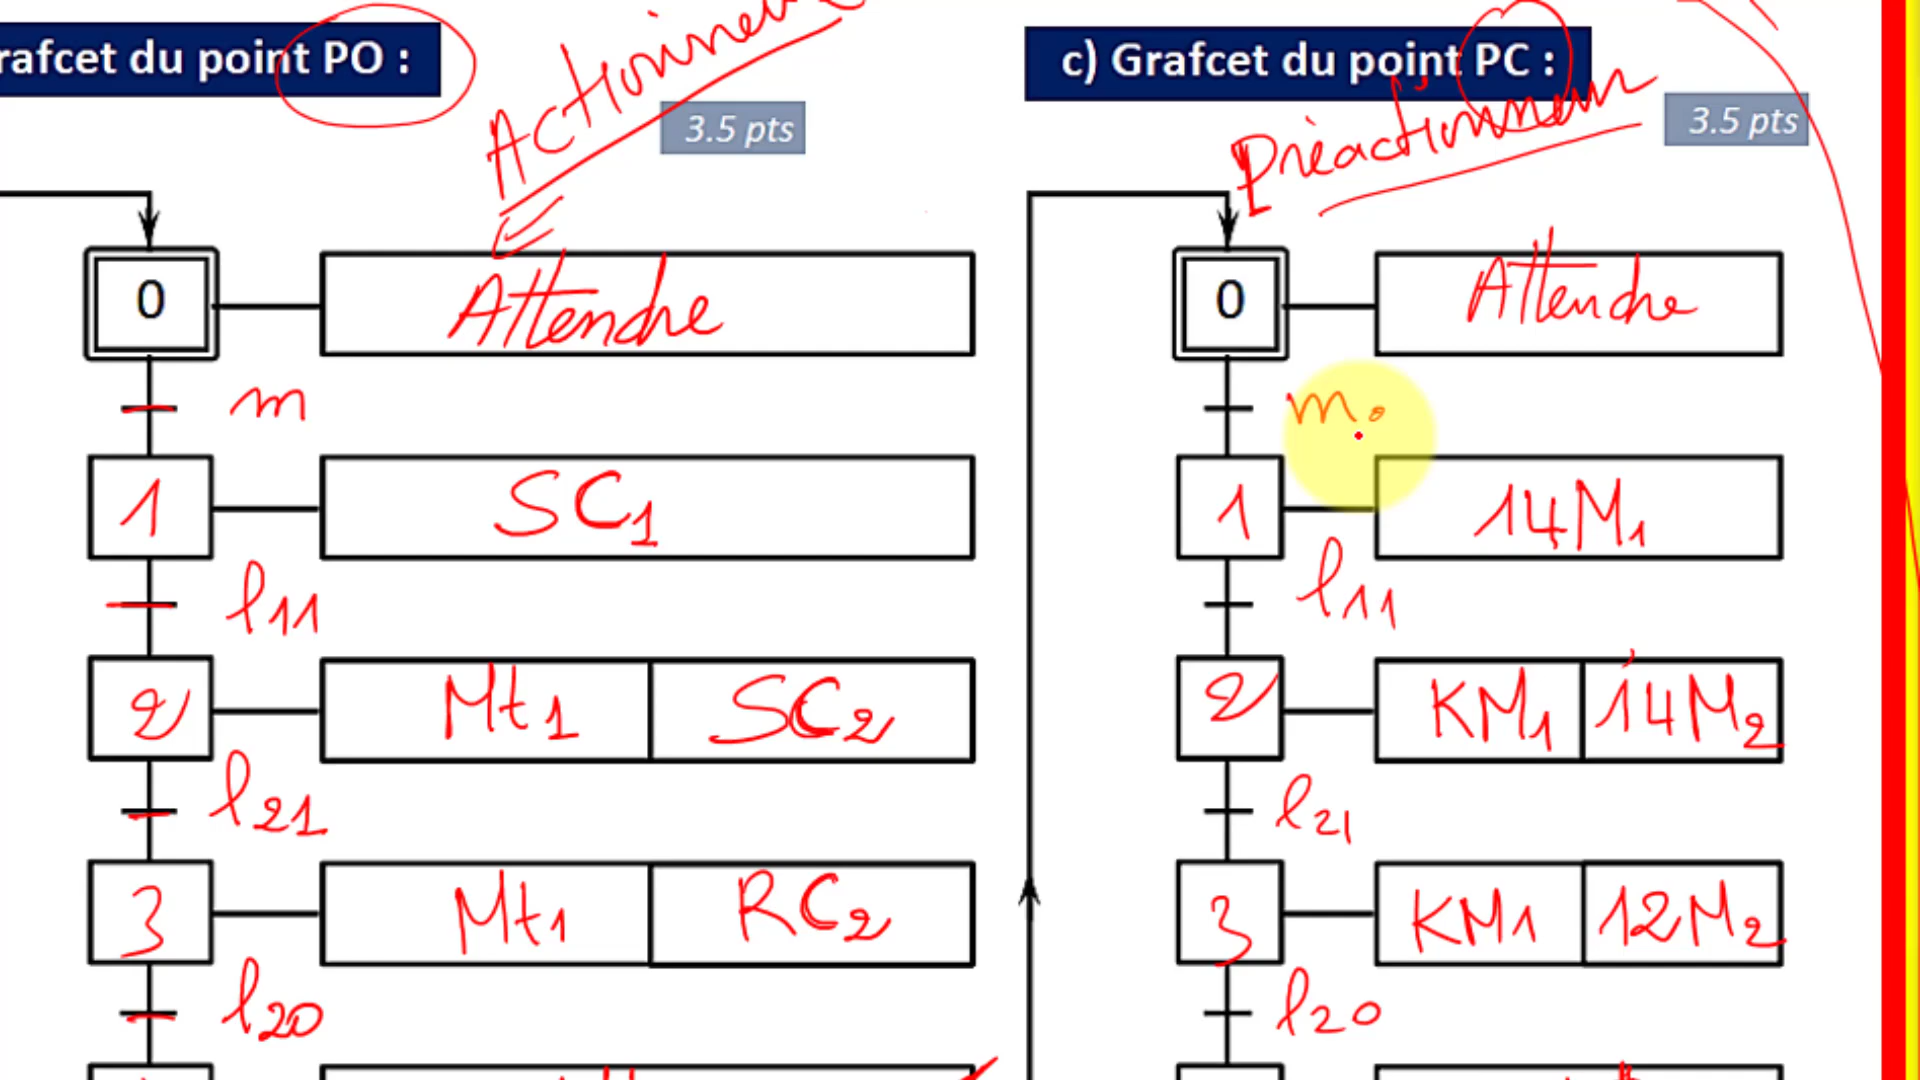 rafcet du point PO :
3.5 pts
0
Attendre
m
1
SC1
l11
2
Mt1 SC2
l21
3
Mt1 RC2
l20
c) Grafcet du point PC :
Préactionneur
3.5 pts
0
Attendre
m.
1
14M1
l11
2
KM1 14M2
l21
3
KM1 12M2
l20